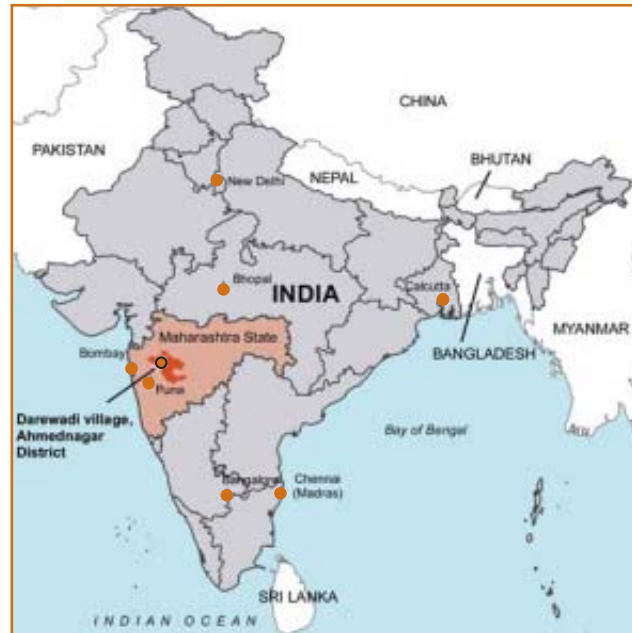 CHINA
PAKISTAN
NEPAL
BHUTAN
New Delhi
Bhopal
INDIA
Calcutta
MYANMAR
BANGLADESH
Maharashtra State
Bombay
Puna
Darewadi village,
Ahmednagar
District
Bay of Bengal
Bangalore
Chennai
(Madras)
SRI LANKA
INDIAN OCEAN